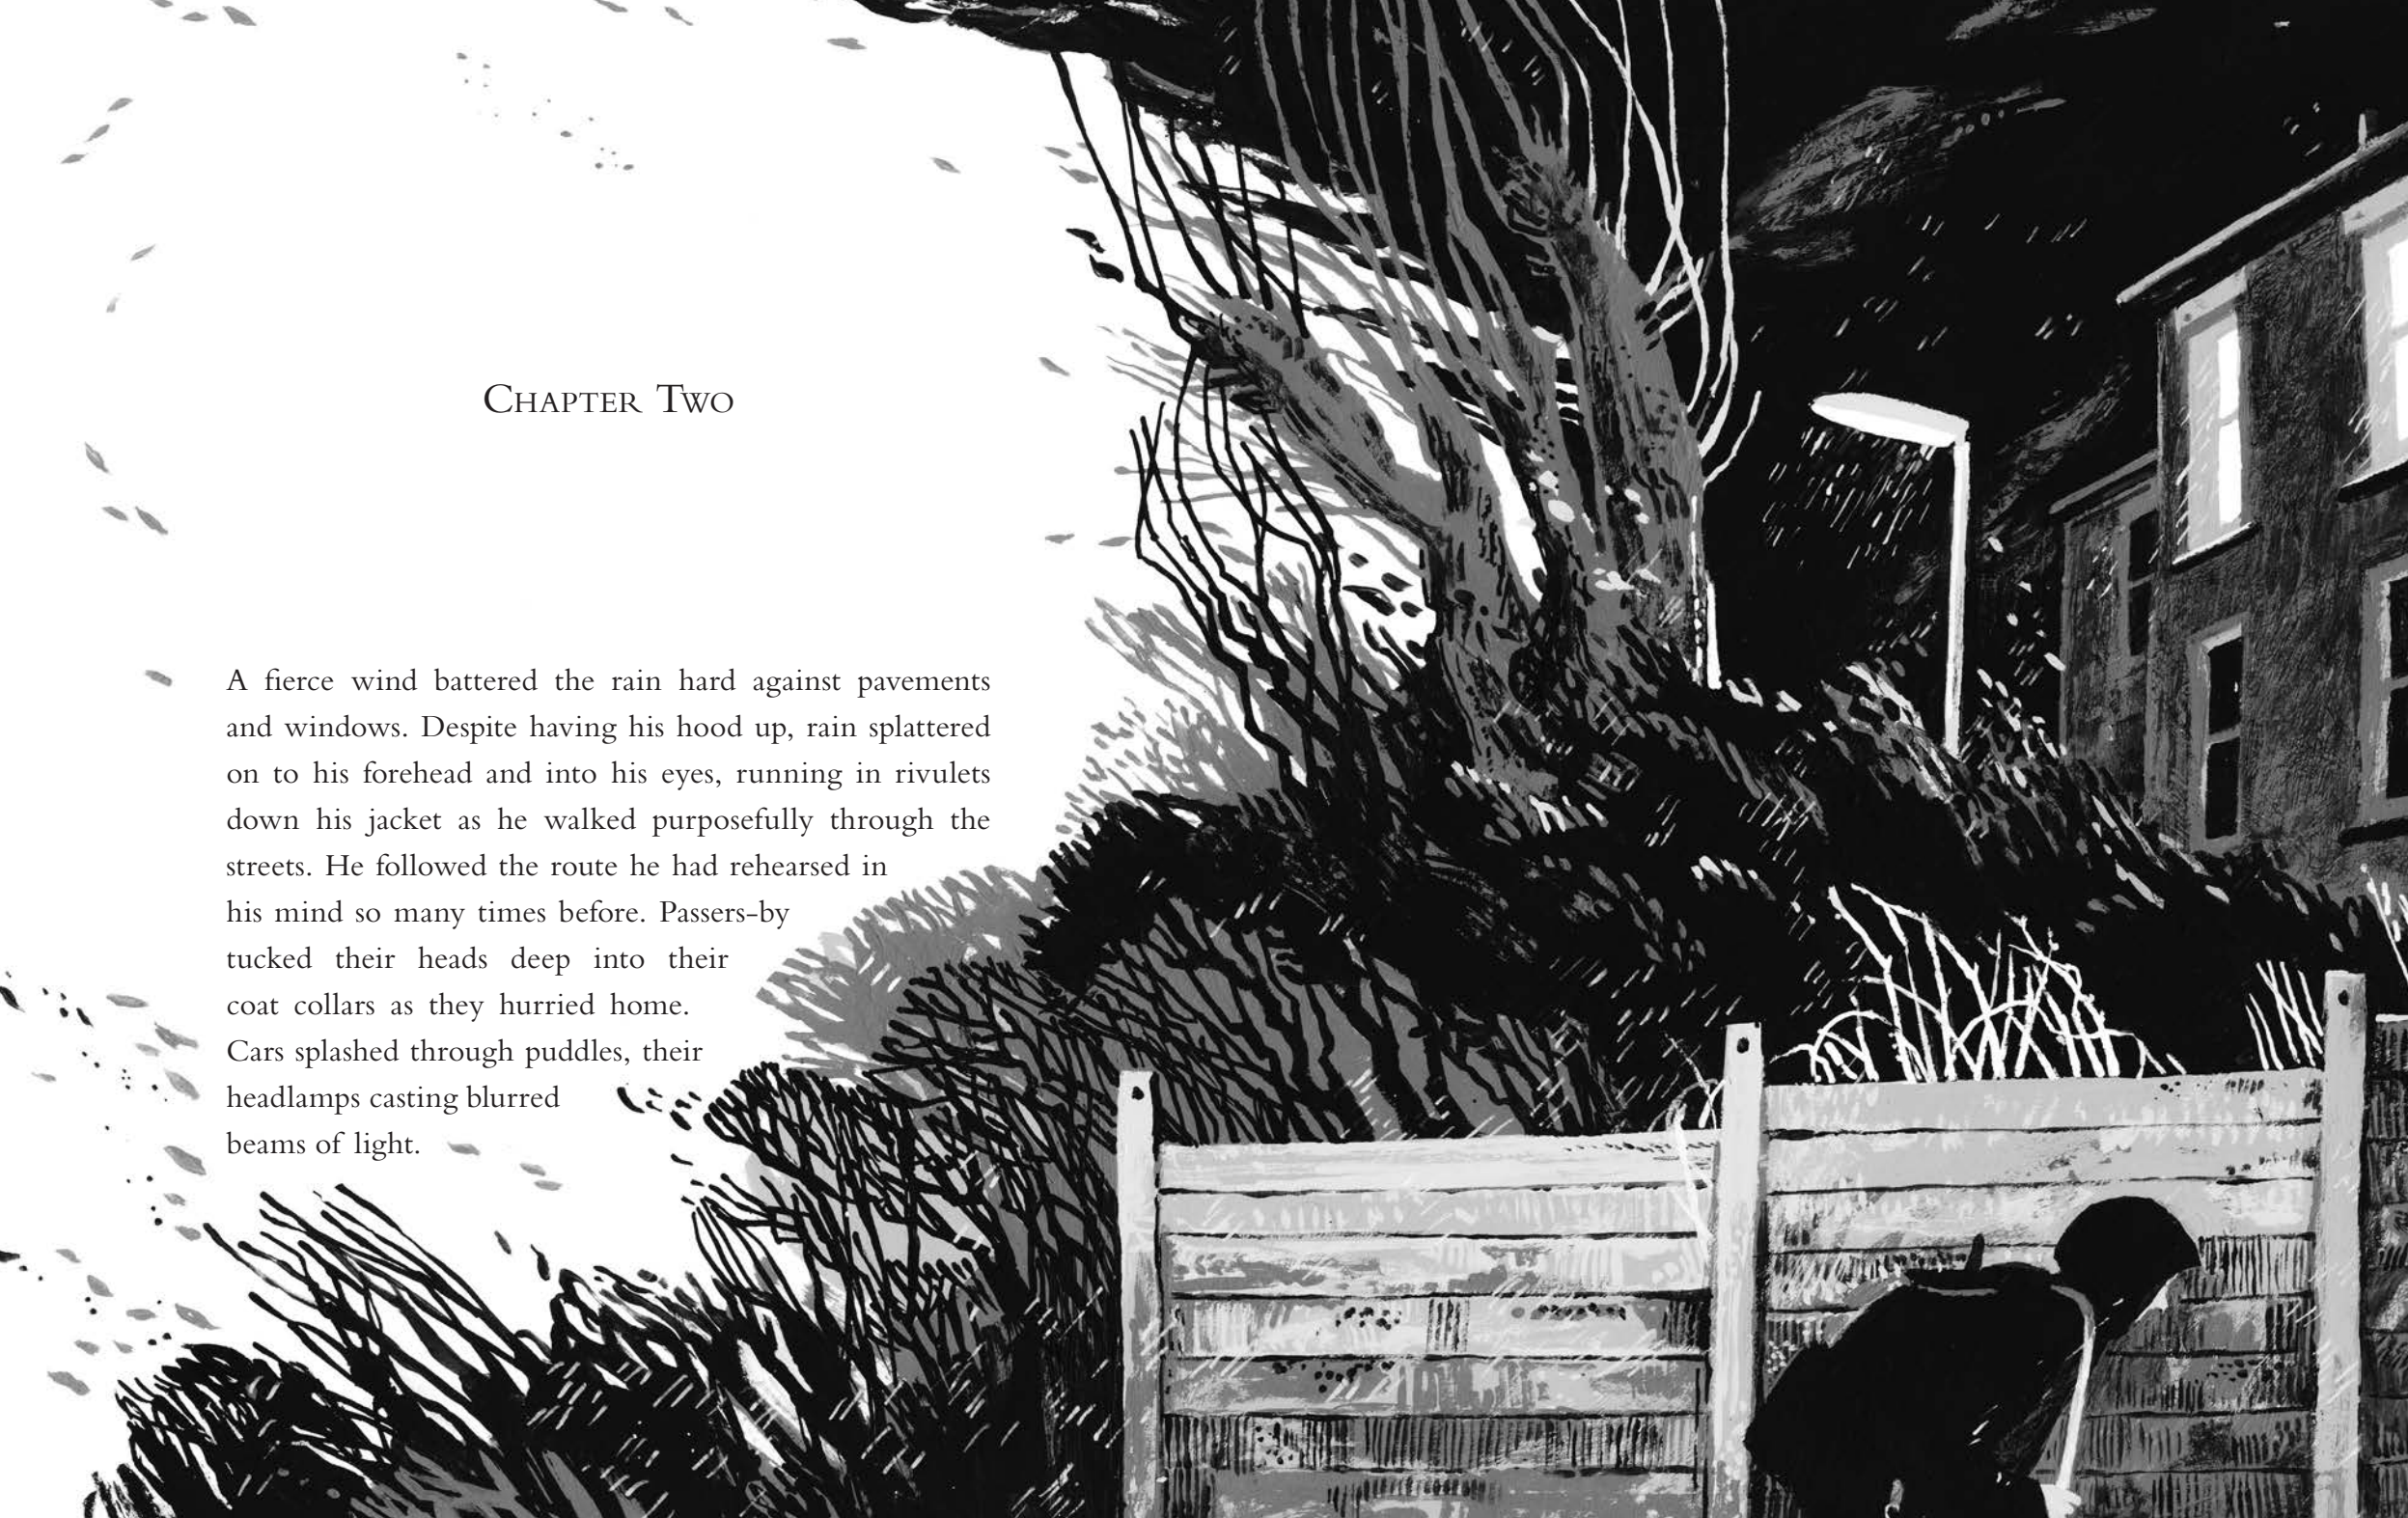 Chapter Two
A fierce wind battered the rain hard against pavements
and windows. Despite having his hood up, rain splattered
on to his forehead and into his eyes, running in rivulets
down his jacket as he walked purposefully through the
streets. He followed the route he had rehearsed in
his mind so many times before. Passers-by
tucked their heads deep into their
coat collars as they hurried home.
Cars splashed through puddles, their
headlamps casting blurred
beams of light.